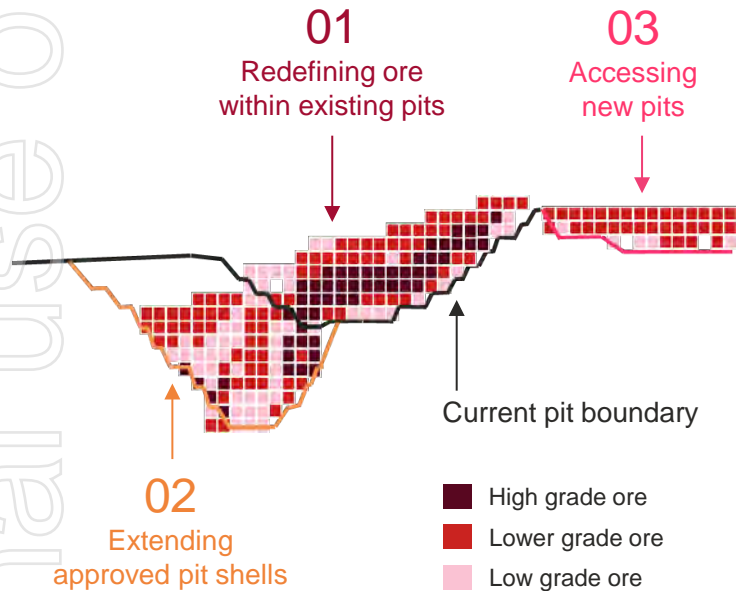 01
Redefining ore
within existing pits
03
Accessing
new pits
Current pit boundary
02
Extending
approved pit shells
High grade ore
Lower grade ore
Low grade ore